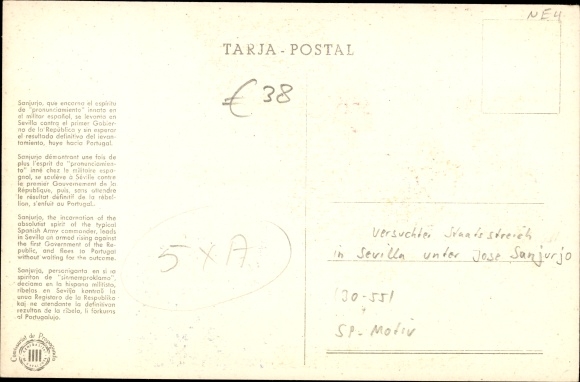 NE4
TARJA-POSTAL
€ 38
Sanjurjo, que encarna el espíritu
de "pronunciamiento" innato en
el militar español, se levanta en
Sevilla contra el primer Gobier-
no de la República y sin esperar
el resultado definitivo del levan-
tamiento, huye hacia Portugal.
Sanjurjo démontrant une fois de
plus l'esprit de "pronunciamien-
to" inné chez le militaire espa-
gnol, se soulève à Séville contre
le premier Gouvernement de la
République, puis, sans attendre
le résultat définitif de la rébel-
lion, s'enfuit au Portugal.
Sanjurjo, the incarnation of the
absolutist spirit of the typical
Spanish Army commander, leads
in Sevilla an armed rising against
the first Government of the Re-
public, and flees to Portugal
without waiting for the outcome.
Sanjurjo, personiganta en si la
spiriton de
deciama en la hispana militisto,
ribelas en Sevilla kontraŭ la
unua Registaro de la Respubliko
kaj ne atendante la definitivan
rezulton de la ribelo, li forkuras
al Portugalujo.
Comissariat de Propaganda
5 x A.
Versuchter Staatsstreich
in Sevilla unter Jose Sanjurjo
130-551
SP-Motiv